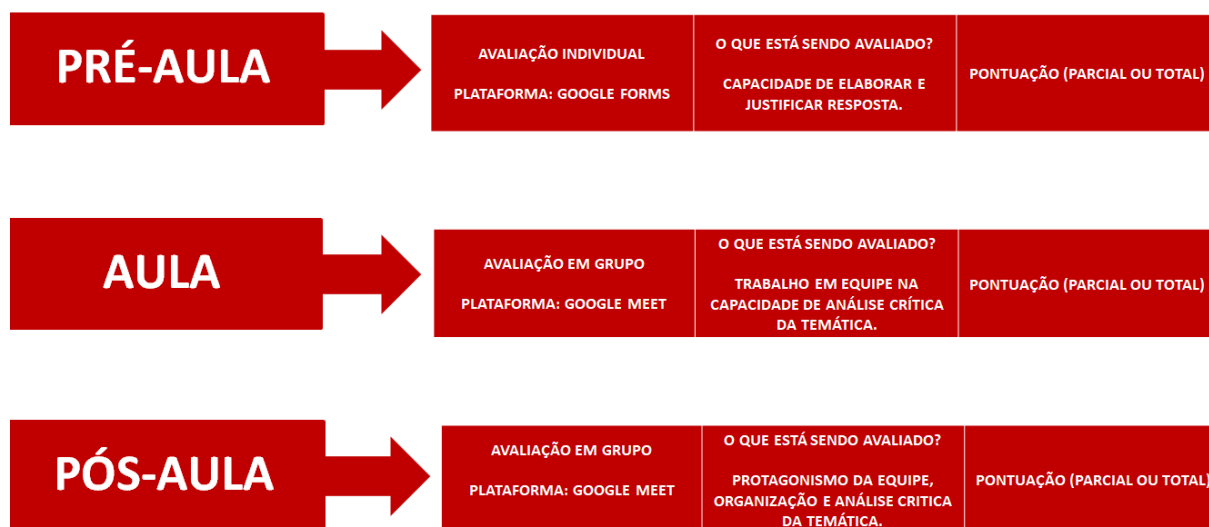 PRÉ-AULA
AVALIAÇÃO INDIVIDUAL
PLATAFORMA: GOOGLE FORMS
O QUE ESTÁ SENDO AVALIADO?
CAPACIDADE DE ELABORAR E
JUSTIFICAR RESPOSTA.
PONTUAÇÃO (PARCIAL OU TOTAL)
AULA
AVALIAÇÃO EM GRUPO
PLATAFORMA: GOOGLE MEET
O QUE ESTÁ SENDO AVALIADO?
TRABALHO EM EQUIPE NA
CAPACIDADE DE ANÁLISE CRÍTICA
DA TEMÁTICA.
PONTUAÇÃO (PARCIAL OU TOTAL)
PÓS-AULA
AVALIAÇÃO EM GRUPO
PLATAFORMA: GOOGLE MEET
O QUE ESTÁ SENDO AVALIADO?
PROTAGONISMO DA EQUIPE,
ORGANIZAÇÃO E ANÁLISE CRITICA
DA TEMÁTICA.
PONTUAÇÃO (PARCIAL OU TOTAL)